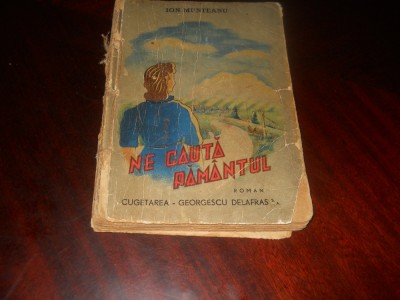 ION MUNTEANU
NE CAUTĂ
PĂMÂNTUL
ROMAN
CUGETAREA - GEORGESCU DELAFRAS S.A.